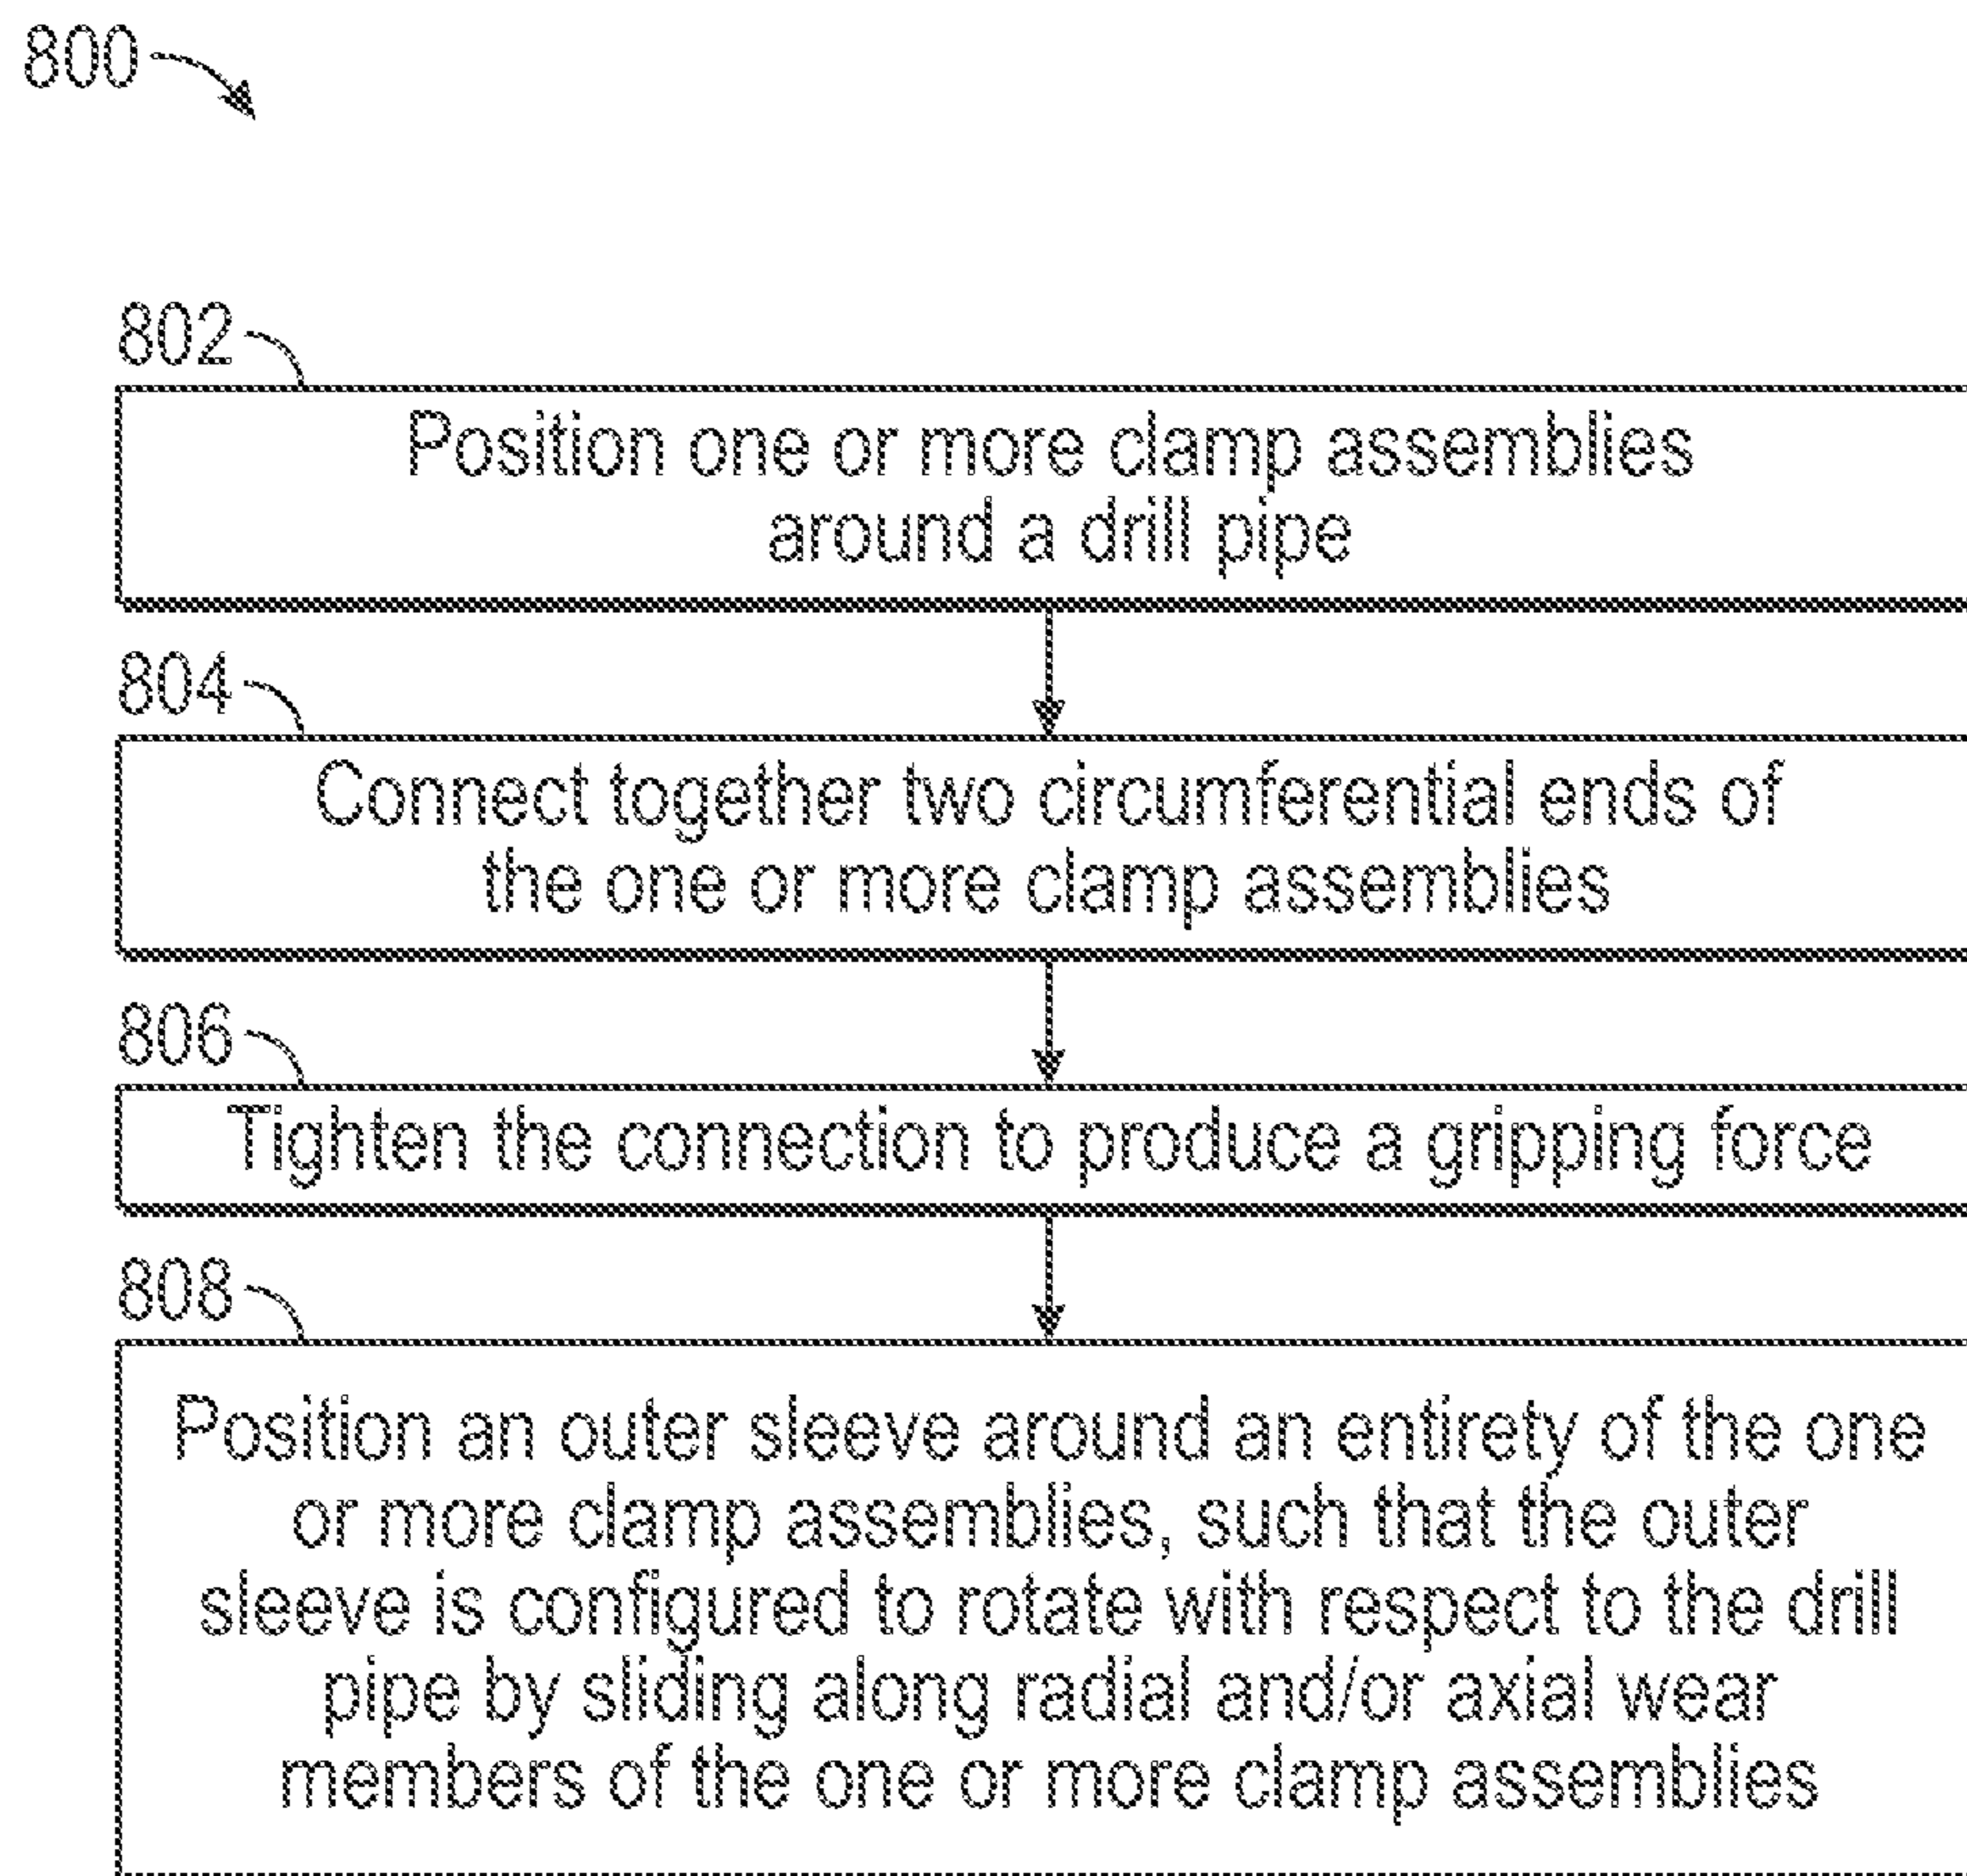 800
802
Position one or more clamp assemblies
around a drill pipe
804
Connect together two circumferential ends of
the one or more clamp assemblies
806
Tighten the connection to produce a gripping force
808
Position an outer sleeve around an entirety of the one
or more clamp assemblies, such that the outer
sleeve is configured to rotate with respect to the drill
pipe by sliding along radial and/or axial wear
members of the one or more clamp assemblies